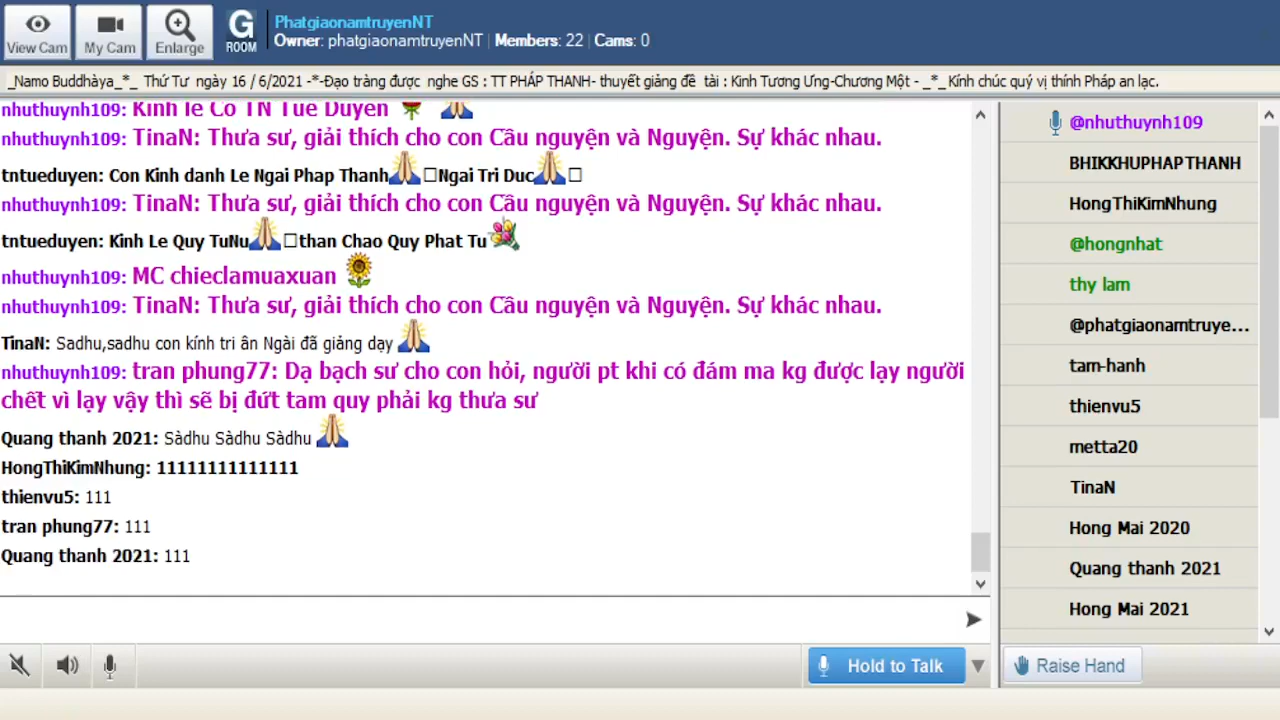 View Cam
My Cam
Enlarge
G
ROOM
PhatgiaonamtruyenNT
Owner: phatgiaonamtruyenNT | Members: 22 | Cams: 0
_Namo Buddhàya_*_ Thứ Tư ngày 16 / 6/2021 -*-Đạo tràng được nghe GS : TT PHÁP THANH- thuyết giảng đề tài : Kinh Tương Ưng-Chương Một - _*_ Kính chúc quý vị thính Pháp an lạc.
nhuthuynh109: Kinh le Co TN Tue Duyen
nhuthuynh109: TinaN: Thưa sư, giải thích cho con Cầu nguyện và Nguyện. Sự khác nhau.
tntueduyen: Con Kinh danh Le Ngai Phap Thanh Ngai Tri Duc
nhuthuynh109: TinaN: Thưa sư, giải thích cho con Cầu nguyện và Nguyện. Sự khác nhau.
tntueduyen: Kinh Le Quy TuNu than Chao Quy Phat Tu
nhuthuynh109: MC chieclamuaxuan
nhuthuynh109: TinaN: Thưa sư, giải thích cho con Cầu nguyện và Nguyện. Sự khác nhau.
TinaN: Sadhu,sadhu con kính tri ân Ngài đã giảng dạy
nhuthuynh109: tran phung77: Dạ bạch sư cho con hỏi, người pt khi có đám ma kg được lạy người
chết vì lạy vậy thì sẽ bị đứt tam quy phải kg thưa sư
Quang thanh 2021: Sàdhu Sàdhu Sàdhu
HongThiKimNhung: 11111111111111
thienvu5: 111
tran phung77: 111
Quang thanh 2021: 111
Hold to Talk
@nhuthuynh109
BHIKKHUPHAPTHANH
HongThiKimNhung
@hongnhat
thy lam
@phatgiaonamtruye...
tam-hanh
thienvu5
metta20
TinaN
Hong Mai 2020
Quang thanh 2021
Hong Mai 2021
Raise Hand